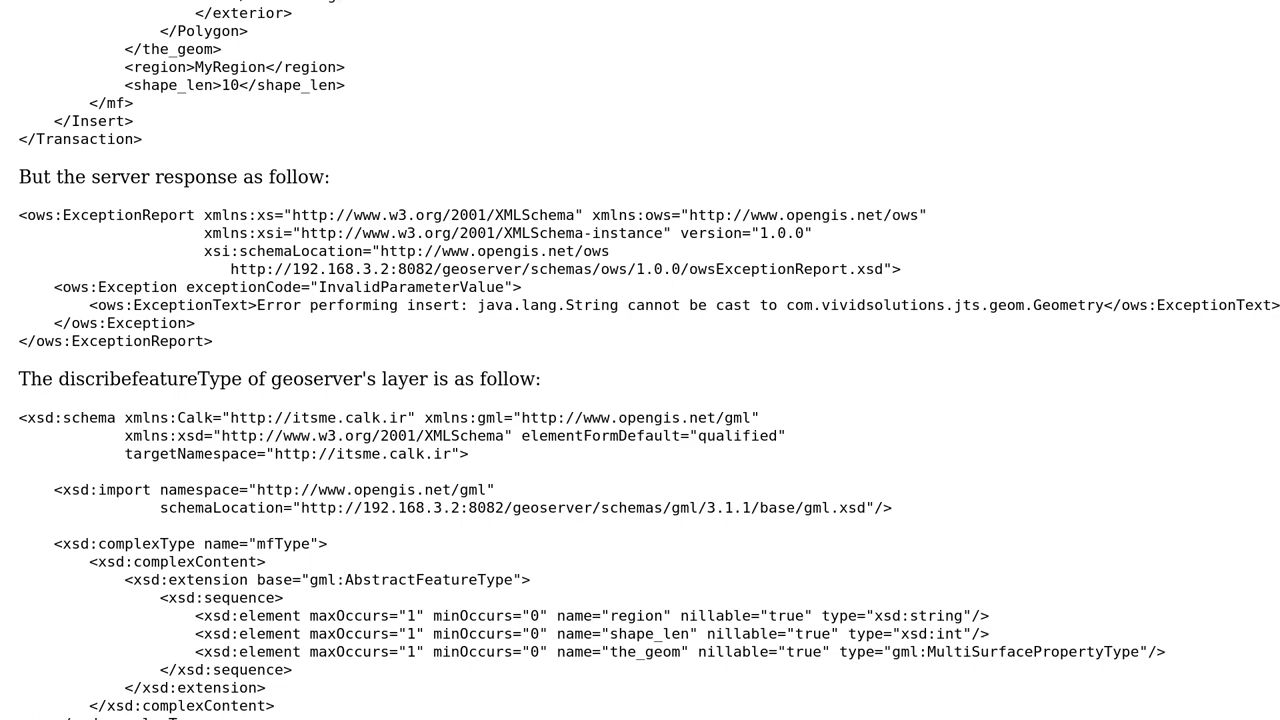 </exterior>
</Polygon>
</the_geom>
<region>MyRegion</region>
<shape_len>10</shape_len>
</mf>
</Insert>
</Transaction>
But the server response as follow:
<ows:ExceptionReport xmlns:xs="http://www.w3.org/2001/XMLSchema" xmlns:ows="http://www.opengis.net/ows"
xmlns:xsi="http://www.w3.org/2001/XMLSchema-instance" version="1.0.0"
xsi:schemaLocation="http://www.opengis.net/ows
http://192.168.3.2:8082/geoserver/schemas/ows/1.0.0/owsExceptionReport.xsd">
<ows:Exception exceptionCode="InvalidParameterValue">
<ows:ExceptionText>Error performing insert: java.lang.String cannot be cast to com.vividsolutions.jts.geom.Geometry</ows:ExceptionText>
</ows:Exception>
</ows:ExceptionReport>
The discribefeatureType of geoserver's layer is as follow:
<xsd:schema xmlns:Calk="http://itsme.calk.ir" xmlns:gml="http://www.opengis.net/gml"
xmlns:xsd="http://www.w3.org/2001/XMLSchema" elementFormDefault="qualified"
targetNamespace="http://itsme.calk.ir">
<xsd:import namespace="http://www.opengis.net/gml"
schemaLocation="http://192.168.3.2:8082/geoserver/schemas/gml/3.1.1/base/gml.xsd"/>
<xsd:complexType name="mfType">
<xsd:complexContent>
<xsd:extension base="gml:AbstractFeatureType">
<xsd:sequence>
<xsd:element maxOccurs="1" minOccurs="0" name="region" nillable="true" type="xsd:string"/>
<xsd:element maxOccurs="1" minOccurs="0" name="shape_len" nillable="true" type="xsd:int"/>
<xsd:element maxOccurs="1" minOccurs="0" name="the_geom" nillable="true" type="gml:MultiSurfacePropertyType"/>
</xsd:sequence>
</xsd:extension>
</xsd:complexContent>